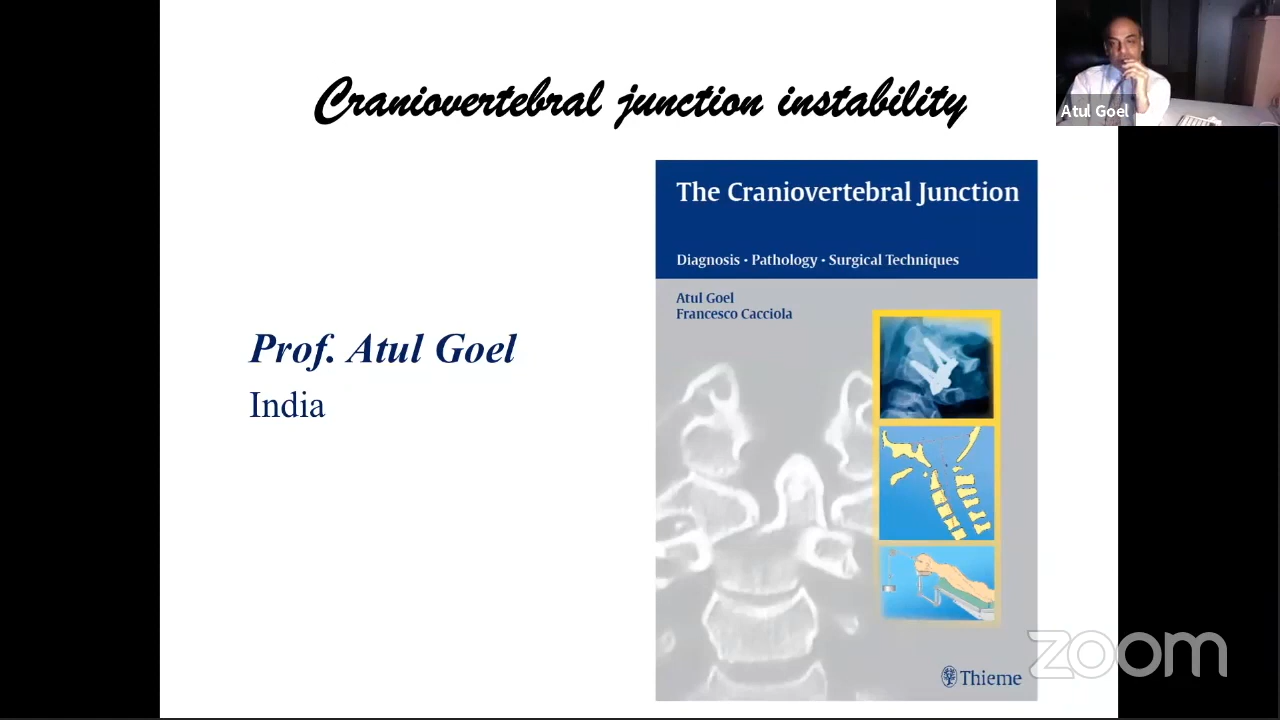 Craniovertebral junction instability
Atul Goel
The Craniovertebral Junction
Diagnosis • Pathology • Surgical Techniques
Atul Goel
Francesco Cacciola
Prof. Atul Goel
India
Thieme
zoom